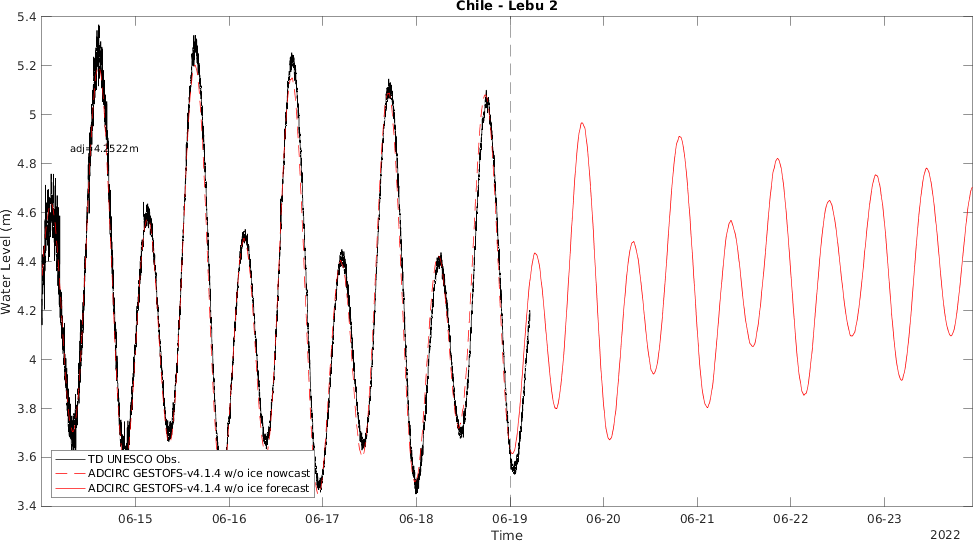 Chile - Lebu 2
5.4
5.2
5
4.8
4.6
4.4
4.2
4
3.8
3.6
3.4
Water Level (m)
adj=4.2522m
TD UNESCO Obs.
ADCIRC GESTOFS-v4.1.4 w/o ice nowcast
ADCIRC GESTOFS-v4.1.4 w/o ice forecast
06-15 06-16 06-17 06-18 06-19 06-20 06-21 06-22 06-23
Time
2022